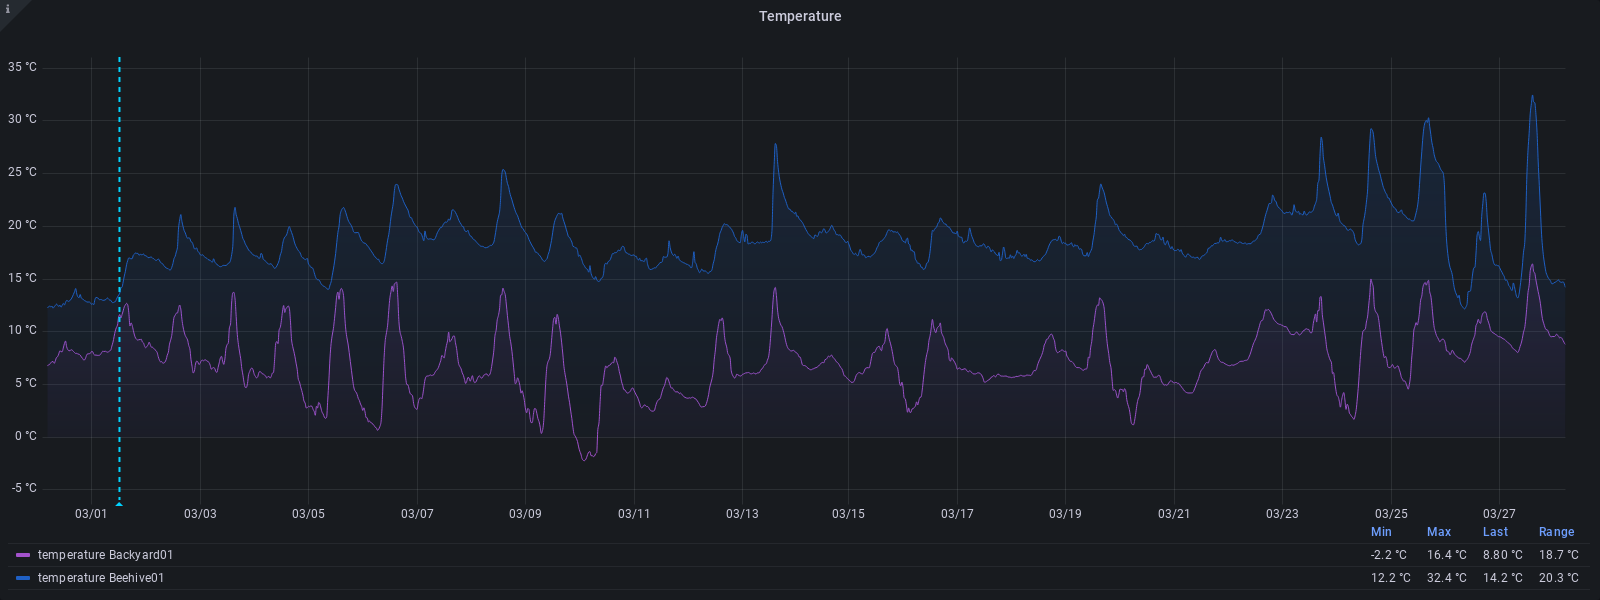 i
Temperature
35 °C
30 °C
25 °C
20 °C
15 °C
10 °C
5 °C
0 °C
-5 °C
03/01 03/03 03/05 03/07 03/09 03/11 03/13 03/15 03/17 03/19 03/21 03/23 03/25 03/27
Min Max Last Range
temperature Backyard01 -2.2 °C 16.4 °C 8.80 °C 18.7 °C
temperature Beehive01 12.2 °C 32.4 °C 14.2 °C 20.3 °C